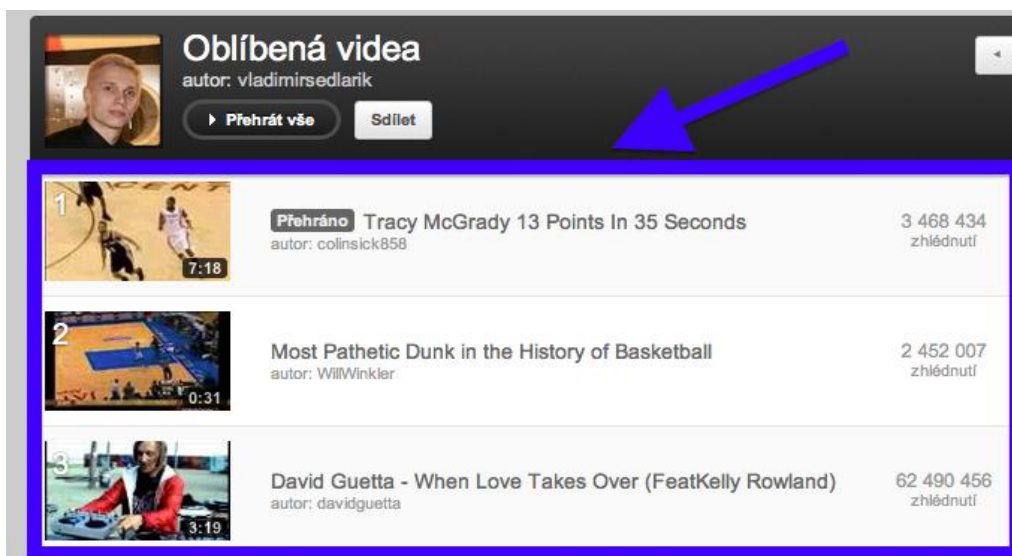 Oblíbená videa
autor: vladimirsedlarik
Přehrát vše
Sdílet
1
7:18
Přehráno Tracy McGrady 13 Points In 35 Seconds
autor: colinsick858
3 468 434
zhlédnutí
2
0:31
Most Pathetic Dunk in the History of Basketball
autor: WillWinkler
2 452 007
zhlédnutí
3
3:19
David Guetta - When Love Takes Over (FeatKelly Rowland)
autor: davidguetta
62 490 456
zhlédnutí